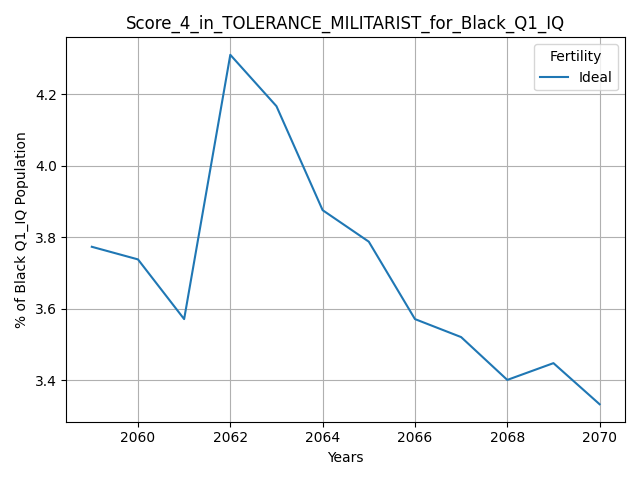 Score_4_in_TOLERANCE_MILITARIST_for_Black_Q1_IQ
Fertility
Ideal
% of Black Q1_IQ Population
4.2
4.0
3.8
3.6
3.4
2060 2062 2064 2066 2068 2070
Years